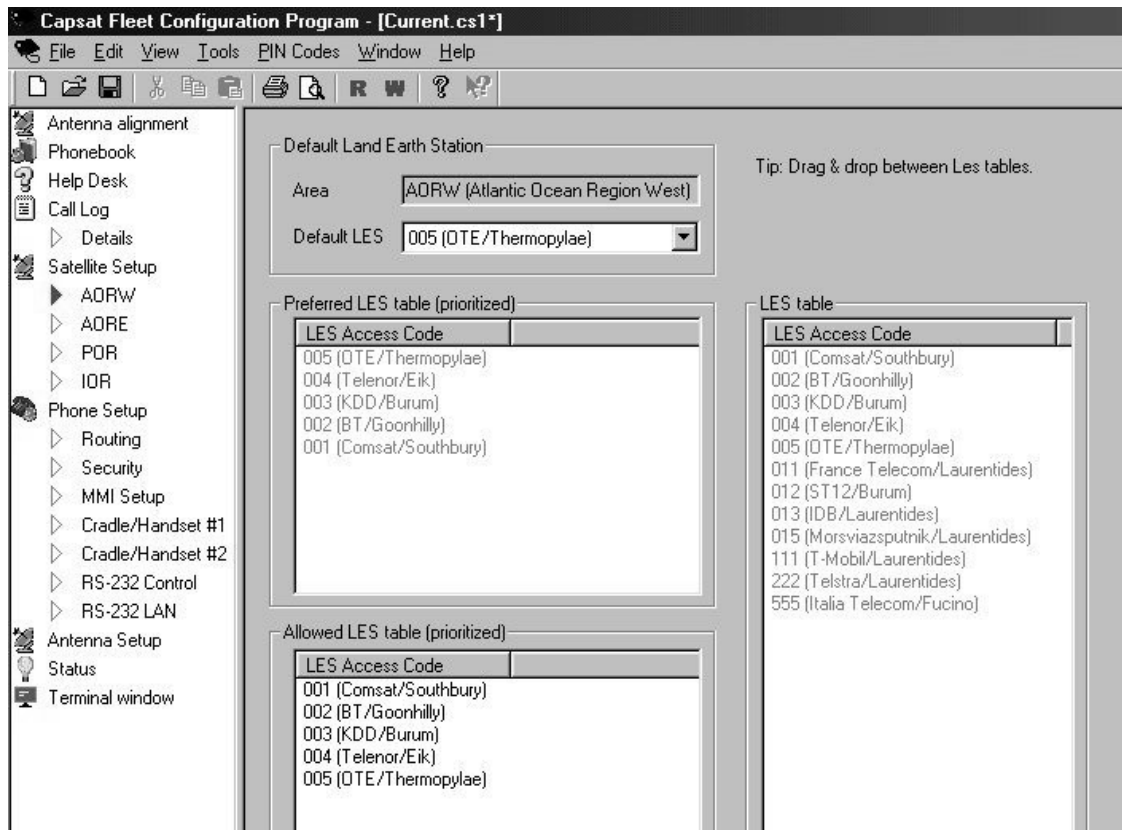 Capsat Fleet Configuration Program - [Current.cs1*]
File Edit View Tools PIN Codes Window Help
R W
Antenna alignment
Phonebook
Help Desk
Call Log
Details
Satellite Setup
AORW
AORE
POR
IOR
Phone Setup
Routing
Security
MMI Setup
Cradle/Handset #1
Cradle/Handset #2
RS-232 Control
RS-232 LAN
Antenna Setup
Status
Terminal window
Default Land Earth Station
Area AORW (Atlantic Ocean Region West)
Default LES 005 (OTE/Thermopylae)
Tip: Drag & drop between Les tables.
Preferred LES table (prioritized)
LES Access Code
005 (OTE/Thermopylae)
004 (Telenor/Eik)
003 (KDD/Burum)
002 (BT/Goonhilly)
001 (Comsat/Southbury)
Allowed LES table (prioritized)
LES Access Code
001 (Comsat/Southbury)
002 (BT/Goonhilly)
003 (KDD/Burum)
004 (Telenor/Eik)
005 (OTE/Thermopylae)
LES table
LES Access Code
001 (Comsat/Southbury)
002 (BT/Goonhilly)
003 (KDD/Burum)
004 (Telenor/Eik)
005 (OTE/Thermopylae)
011 (France Telecom/Laurentides)
012 (ST12/Burum)
013 (IDB/Laurentides)
015 (Morsviazsputnik/Laurentides)
111 (T-Mobil/Laurentides)
222 (Telstra/Laurentides)
555 (Italia Telecom/Fucino)